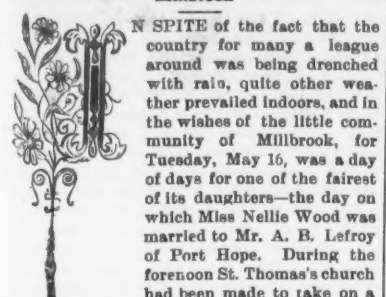 IN SPITE of the fact that the
country for many a league
around was being drenched
with rain, quite other wea-
ther prevailed indoors, and in
the wishes of the little com-
munity of Millbrook, for
Tuesday, May 16, was a day
of days for one of the fairest
of its daughters—the day on
which Miss Nellie Wood was
married to Mr. A. B. Lefroy
of Port Hope. During the
forenoon St. Thomas's church
had been made to take on a